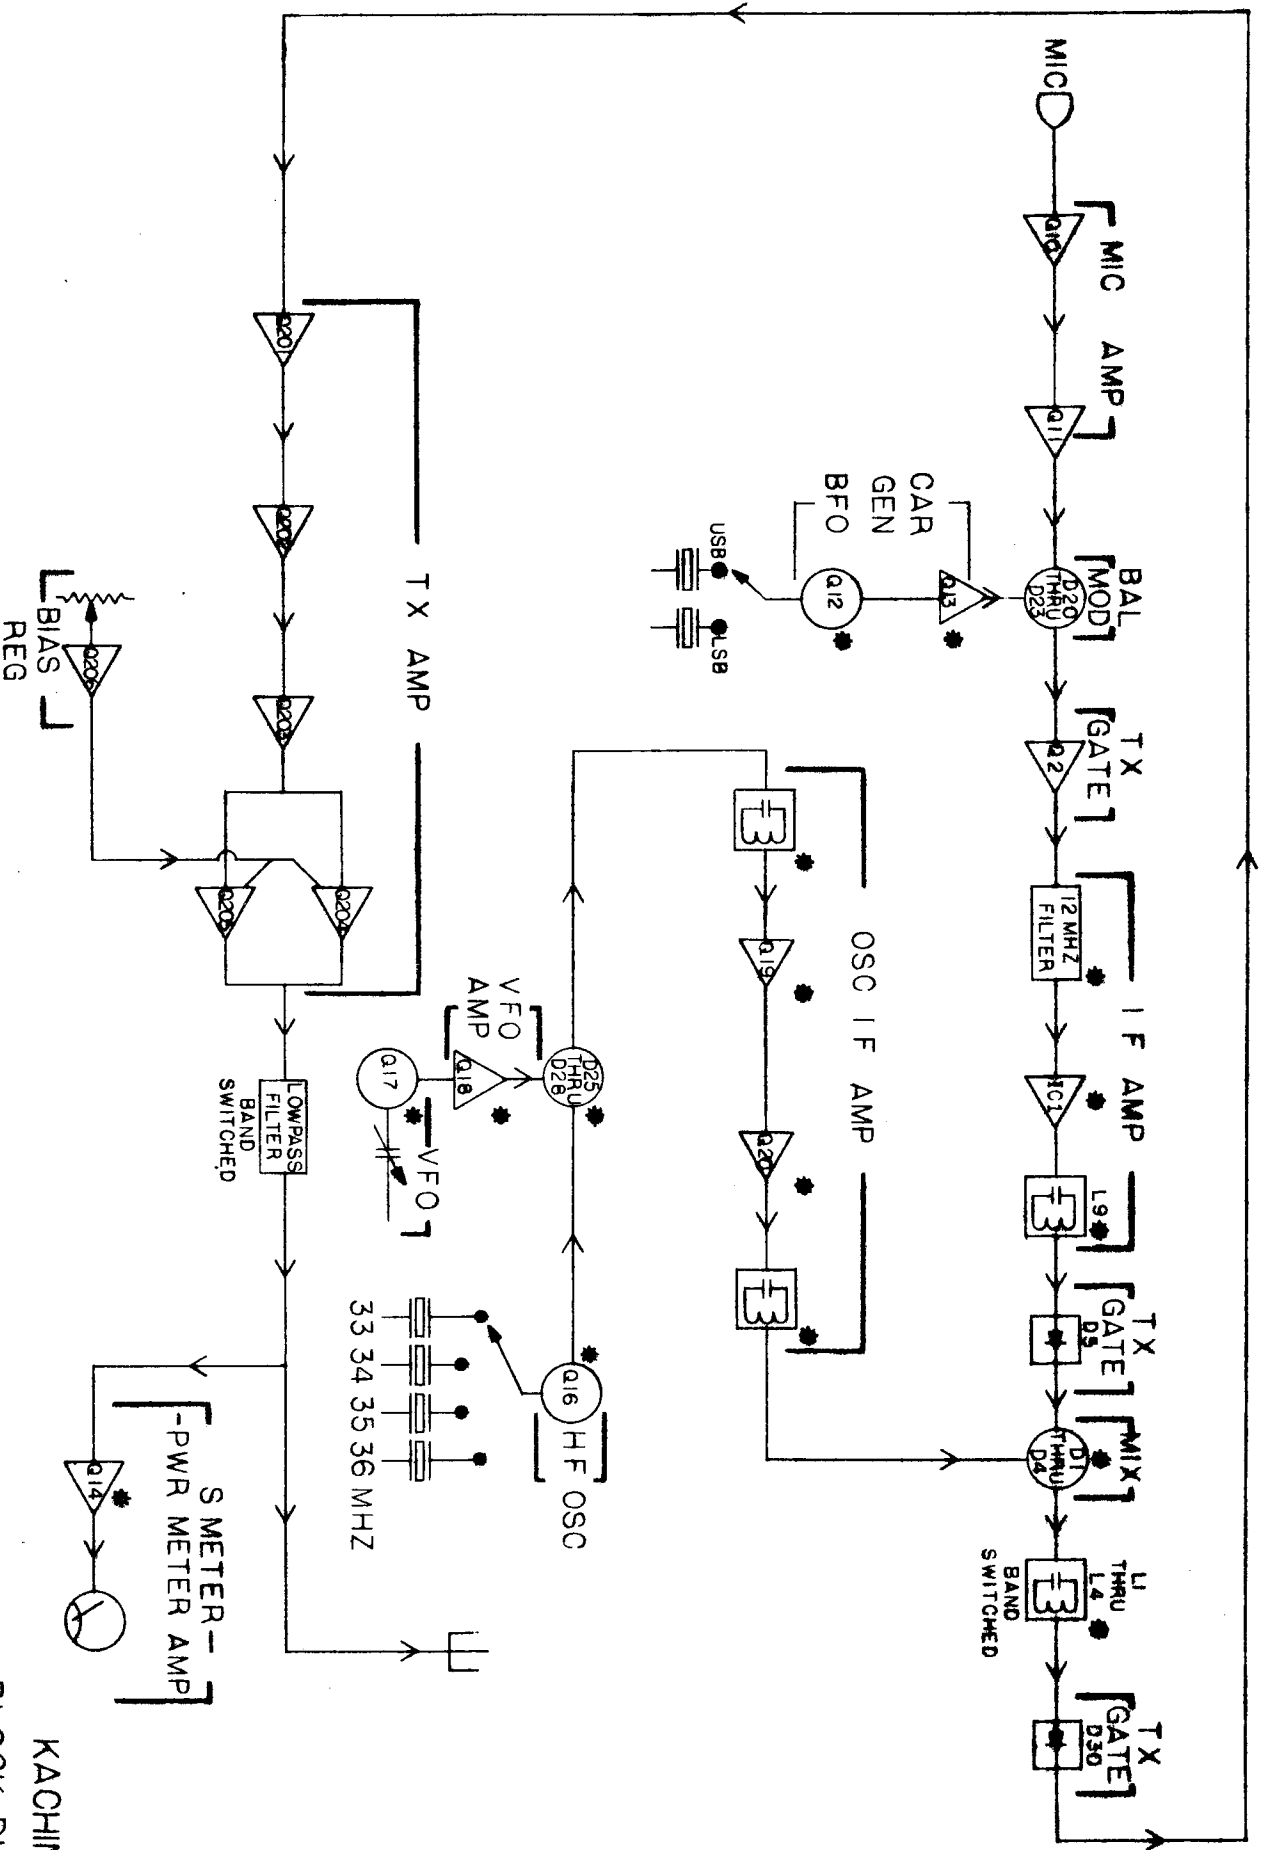 MIC
MIC AMP
Q10
Q11
BAL
MOD
D20
THRU
D23
TX
GATE
Q2
IF AMP
12 MHZ
FILTER
IC1
L9
TX
GATE
D5
MIX
D1
THRU
D4
L1
THRU
L4
BAND
SWITCHED
TX
GATE
D30
CAR
GEN
BFO
Q13
Q12
USB
LSB
OSC IF AMP
Q19
Q20
TX AMP
Q201
Q202
Q203
Q204
Q205
BIAS
REG
VFO
AMP
Q18
D25
THRU
D28
Q17
VFO
Q16
HF OSC
33 34 35 36 MHZ
LOWPASS
FILTER
BAND
SWITCHED
S METER—
-PWR METER AMP
Q14